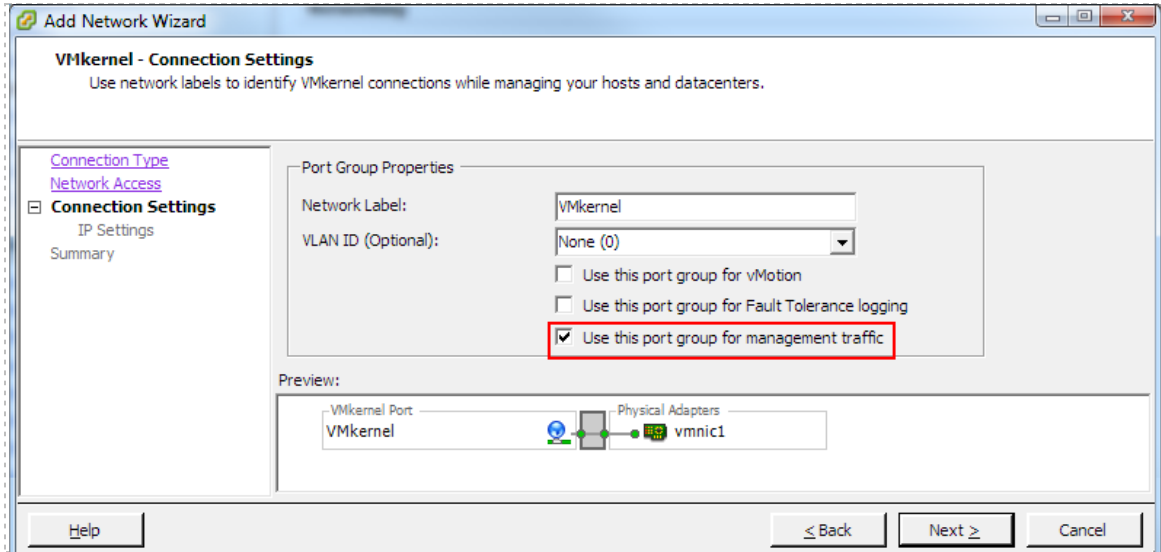 Add Network Wizard
VMkernel - Connection Settings
Use network labels to identify VMkernel connections while managing your hosts and datacenters.
Connection Type
Network Access
Connection Settings
IP Settings
Summary
Port Group Properties
Network Label:
VMkernel
VLAN ID (Optional):
None (0)
Use this port group for vMotion
Use this port group for Fault Tolerance logging
Use this port group for management traffic
Preview:
VMkernel Port
VMkernel
Physical Adapters
vmnic1
Help
< Back
Next >
Cancel